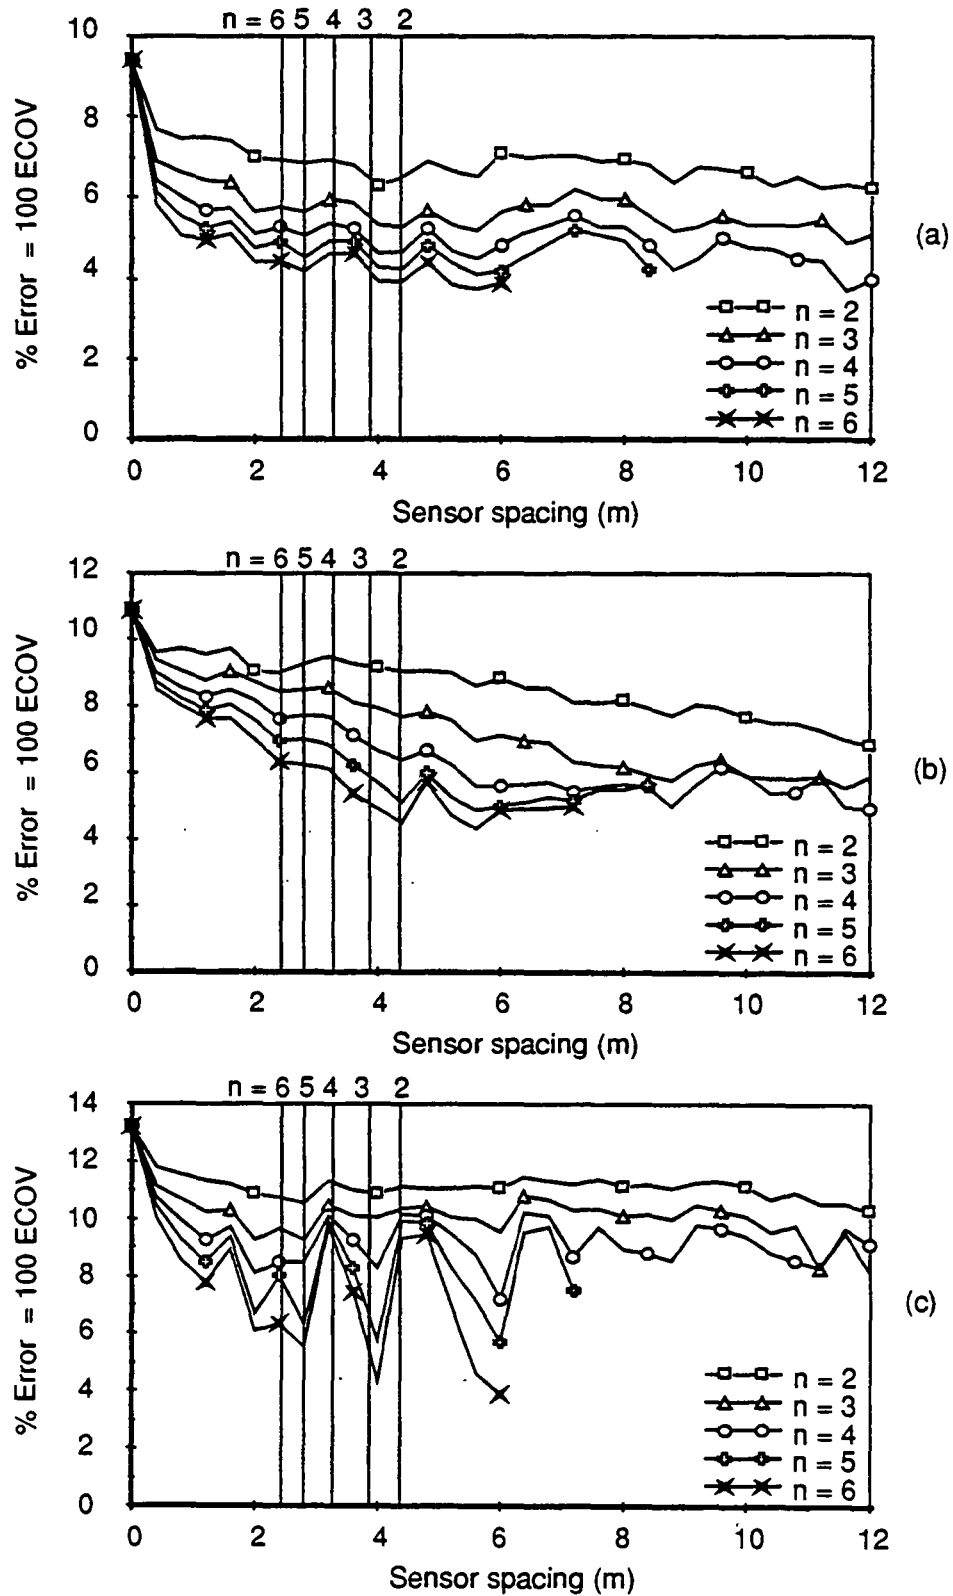 n = 6 5 4 3 2
10
8
6
4
2
0
% Error = 100 ECOV
(a)
n = 2
n = 3
n = 4
n = 5
n = 6
0 2 4 6 8 10 12
Sensor spacing (m)
n = 6 5 4 3 2
12
10
8
6
4
2
0
% Error = 100 ECOV
(b)
n = 2
n = 3
n = 4
n = 5
n = 6
0 2 4 6 8 10 12
Sensor spacing (m)
n = 6 5 4 3 2
14
12
10
8
6
4
2
0
% Error = 100 ECOV
(c)
n = 2
n = 3
n = 4
n = 5
n = 6
0 2 4 6 8 10 12
Sensor spacing (m)